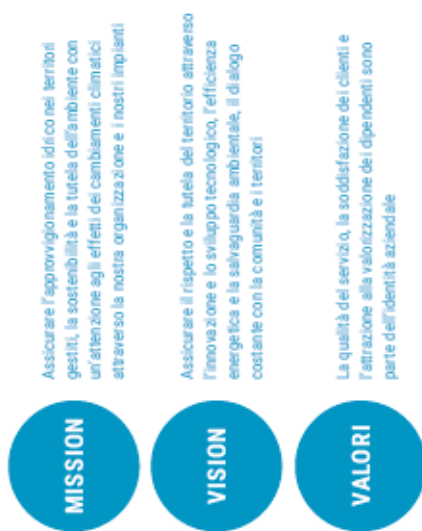 MISSION
Assicurare l'approvvigionamento idrico nei territori
gestiti, la sostenibilità e la tutela dell'ambiente con
un'attenzione agli effetti dei cambiamenti climatici
attraverso la nostra organizzazione e i nostri impianti
VISION
Assicurare il rispetto e la tutela del territorio attraverso
l'innovazione e lo sviluppo tecnologico, l'efficienza
energetica e la salvaguardia ambientale, il dialogo
costante con la comunità e i territori
VALORI
La qualità del servizio, la soddisfazione dei clienti e
l'attrazione alla valorizzazione dei dipendenti sono
parte dell'identità aziendale